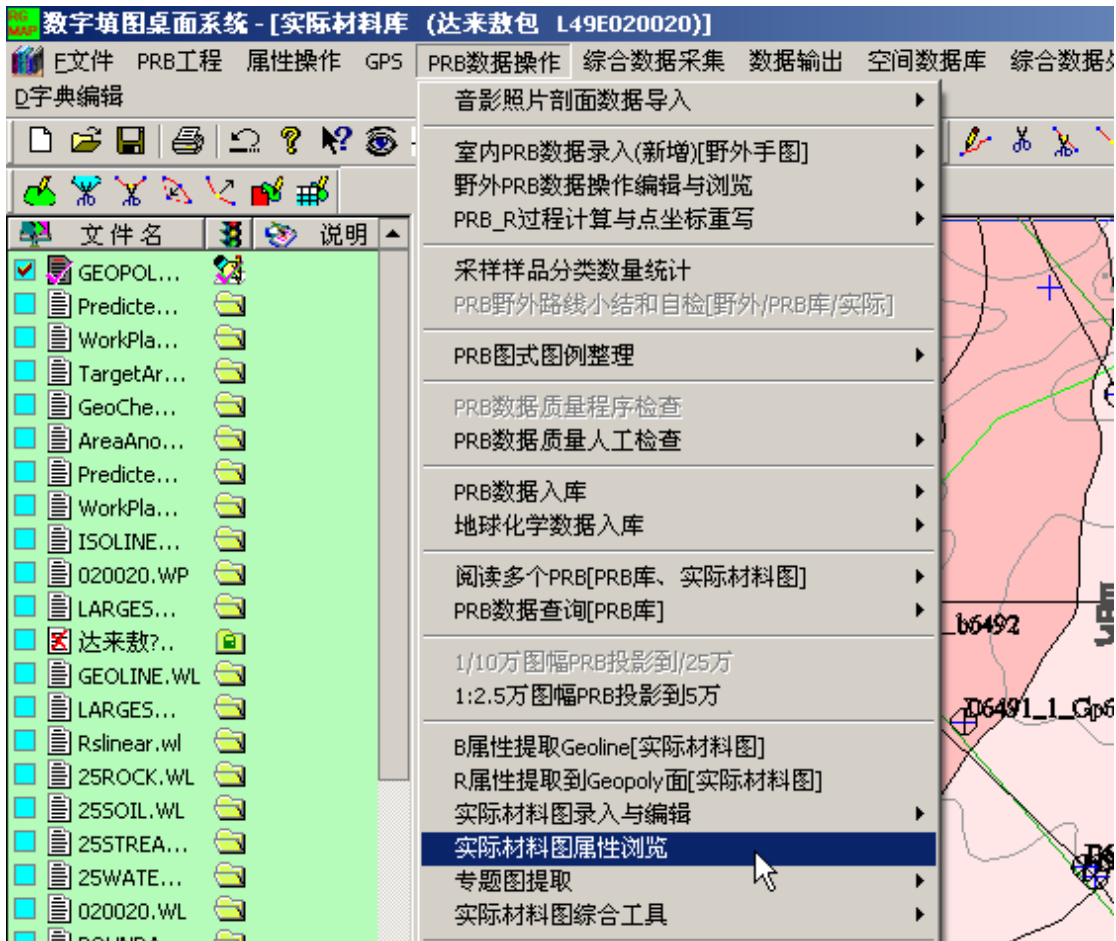 RG
MAP
数字填图桌面系统 - [实际材料库 (达来敖包 L49E020020)]
F文件 PRB工程 属性操作 GPS PRB数据操作 综合数据采集 数据输出 空间数据库 综合数据
D字典编辑
音影照片剖面数据导入
室内PRB数据录入(新增)[野外手图]
野外PRB数据操作编辑与浏览
PRB_R过程计算与点坐标重写
采样样品分类数量统计
PRB野外路线小结和自检[野外/PRB库/实际]
PRB图式图例整理
PRB数据质量程序检查
PRB数据质量人工检查
PRB数据入库
地球化学数据入库
阅读多个PRB[PRB库、实际材料图]
PRB数据查询[PRB库]
1/10万图幅PRB投影到/25万
1:2.5万图幅PRB投影到5万
B属性提取Geoline[实际材料图]
R属性提取到Geopoly面[实际材料图]
实际材料图录入与编辑
实际材料图属性浏览
专题图提取
实际材料图综合工具
文件名 说明
GEOPOL...
Predicte...
WorkPla...
TargetAr...
GeoChe...
AreaAno...
Predicte...
WorkPla...
ISOLINE...
020020.WP
LARGES...
达来敖?..
GEOLINE.WL
LARGES...
Rslinear.wl
25ROCK.WL
25SOIL.WL
25STREA...
25WATE...
020020.WL
_b6492
D6491_1_Gp6